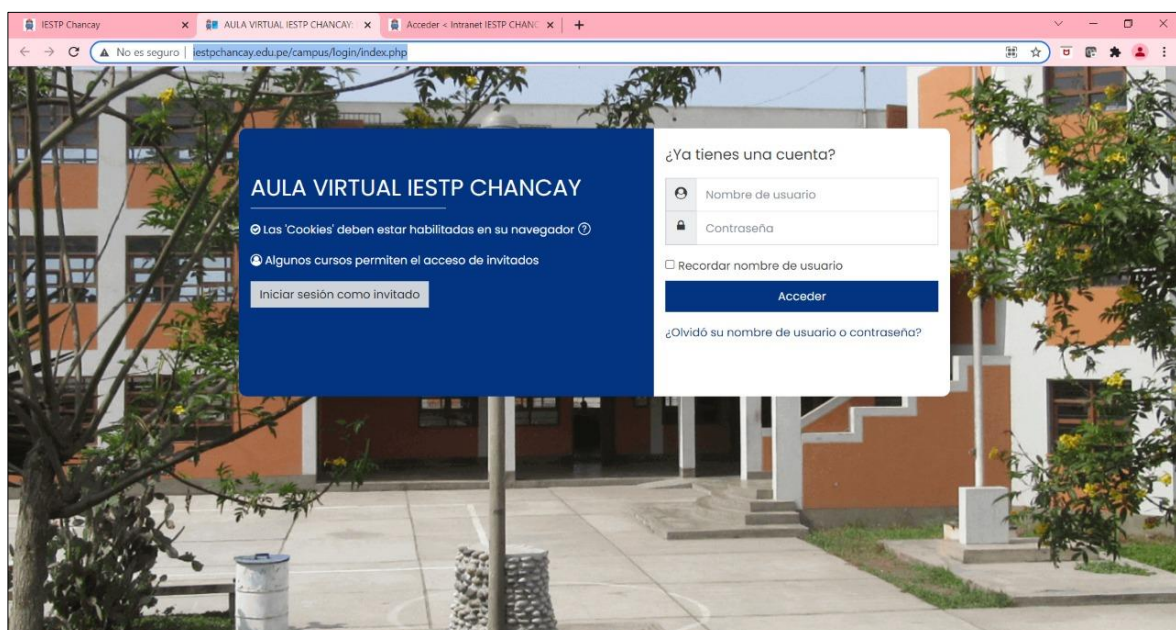 IESTP Chancay
AULA VIRTUAL IESTP CHANCAY:
Acceder < Intranet IESTP CHANC
No es seguro
iestpchancay.edu.pe/campus/login/index.php
AULA VIRTUAL IESTP CHANCAY
Las 'Cookies' deben estar habilitadas en su navegador
Algunos cursos permiten el acceso de invitados
Iniciar sesión como invitado
¿Ya tienes una cuenta?
Nombre de usuario
Contraseña
Recordar nombre de usuario
Acceder
¿Olvidó su nombre de usuario o contraseña?